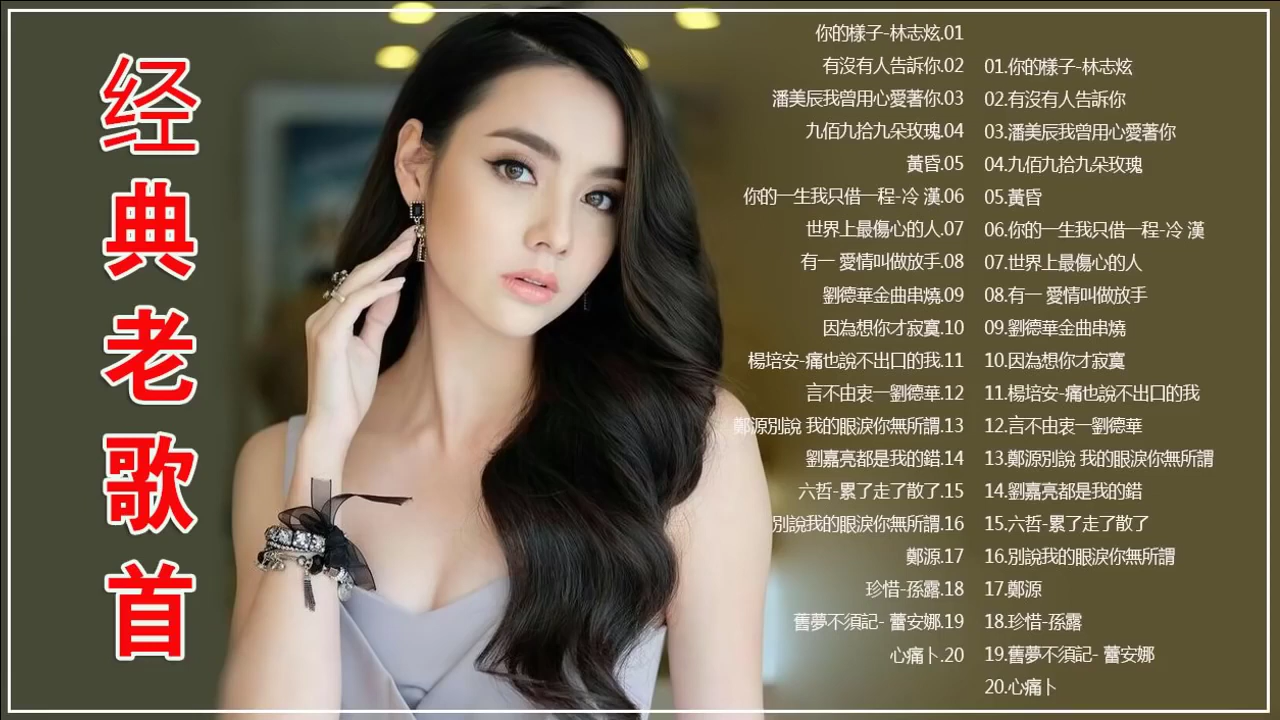 经典老歌首
你的樣子-林志炫.01
有沒有人告訴你.02
潘美辰我曾用心愛著你.03
九佰九拾九朵玫瑰.04
黃昏.05
你的一生我只借一程-冷 漢.06
世界上最傷心的人.07
有一 愛情叫做放手.08
劉德華金曲串燒.09
因為想你才寂寞.10
楊培安-痛也說不出口的我.11
言不由衷一劉德華.12
鄭源別說 我的眼淚你無所謂.13
劉嘉亮都是我的錯.14
六哲-累了走了散了.15
別說我的眼淚你無所謂.16
鄭源.17
珍惜-孫露.18
舊夢不須記- 蕾安娜.19
心痛卜.20
01.你的樣子-林志炫
02.有沒有人告訴你
03.潘美辰我曾用心愛著你
04.九佰九拾九朵玫瑰
05.黃昏
06.你的一生我只借一程-冷 漢
07.世界上最傷心的人
08.有一 愛情叫做放手
09.劉德華金曲串燒
10.因為想你才寂寞
11.楊培安-痛也說不出口的我
12.言不由衷一劉德華
13.鄭源別說 我的眼淚你無所謂
14.劉嘉亮都是我的錯
15.六哲-累了走了散了
16.別說我的眼淚你無所謂
17.鄭源
18.珍惜-孫露
19.舊夢不須記- 蕾安娜
20.心痛卜